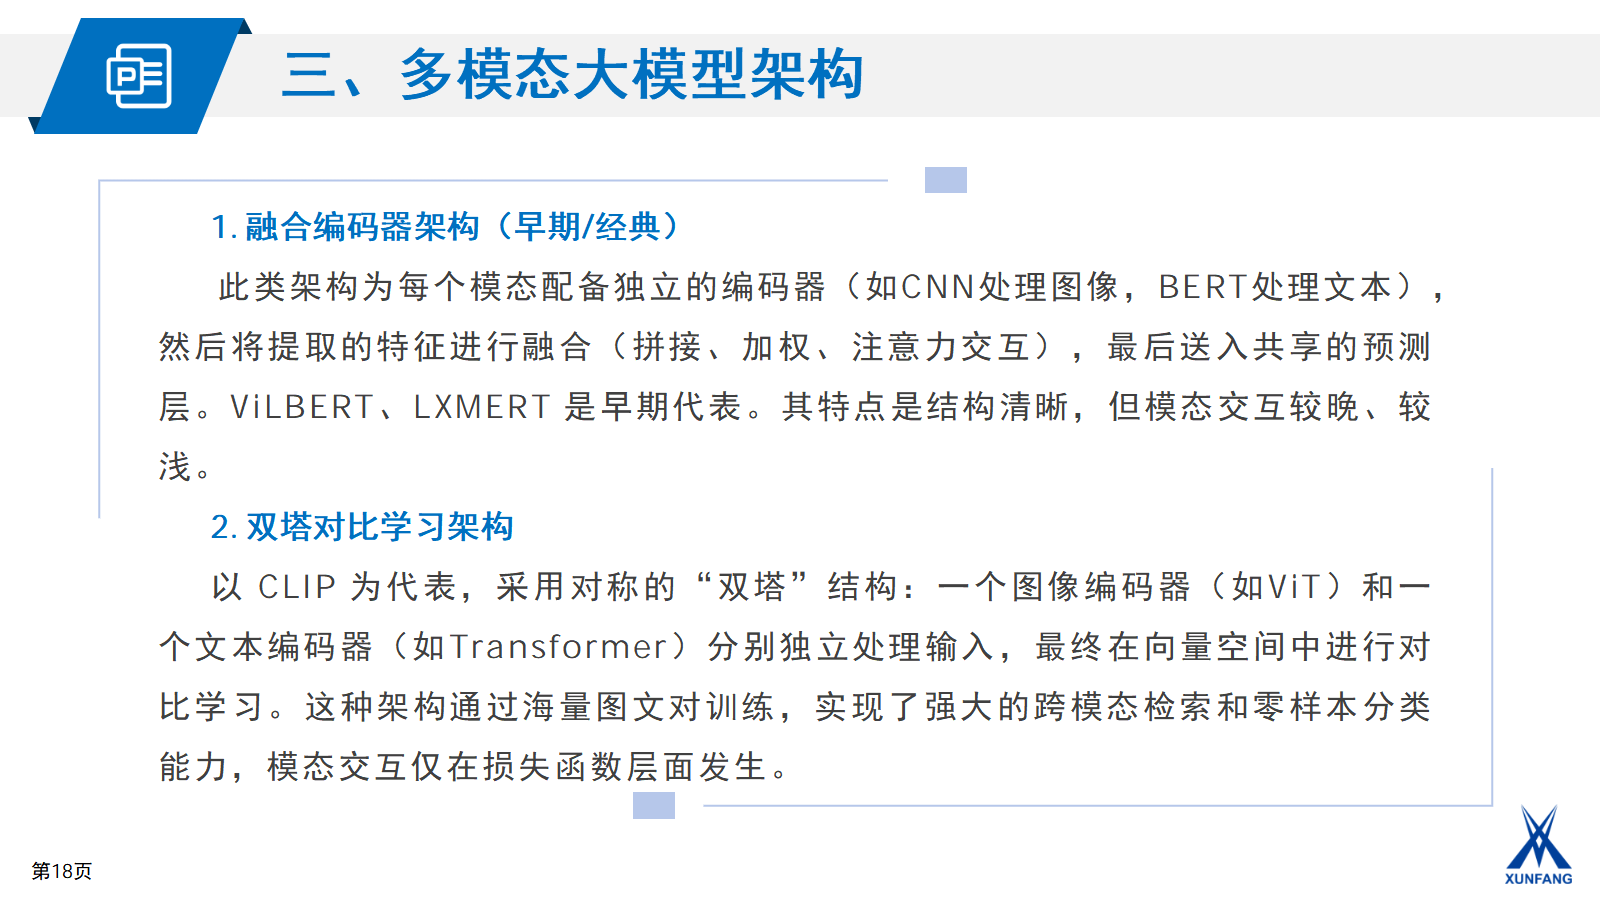 三、多模态大模型架构
1. 融合编码器架构（早期/经典）
此类架构为每个模态配备独立的编码器（如CNN处理图像，BERT处理文本），
然后将提取的特征进行融合（拼接、加权、注意力交互），最后送入共享的预测
层。ViLBERT、LXMERT 是早期代表。其特点是结构清晰，但模态交互较晚、较
浅。
2. 双塔对比学习架构
以 CLIP 为代表，采用对称的“双塔”结构：一个图像编码器（如ViT）和一
个文本编码器（如Transformer）分别独立处理输入，最终在向量空间中进行对
比学习。这种架构通过海量图文对训练，实现了强大的跨模态检索和零样本分类
能力，模态交互仅在损失函数层面发生。
第18页
XUNFANG